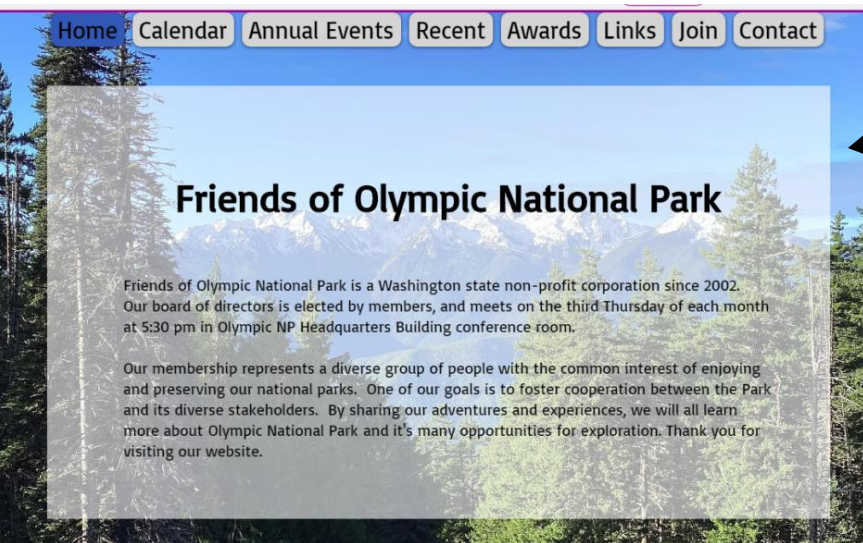 Home Calendar Annual Events Recent Awards Links Join Contact
Friends of Olympic National Park
Friends of Olympic National Park is a Washington state non-profit corporation since 2002.
Our board of directors is elected by members, and meets on the third Thursday of each month
at 5:30 pm in Olympic NP Headquarters Building conference room.
Our membership represents a diverse group of people with the common interest of enjoying
and preserving our national parks.  One of our goals is to foster cooperation between the Park
and its diverse stakeholders.  By sharing our adventures and experiences, we will all learn
more about Olympic National Park and it's many opportunities for exploration. Thank you for
visiting our website.